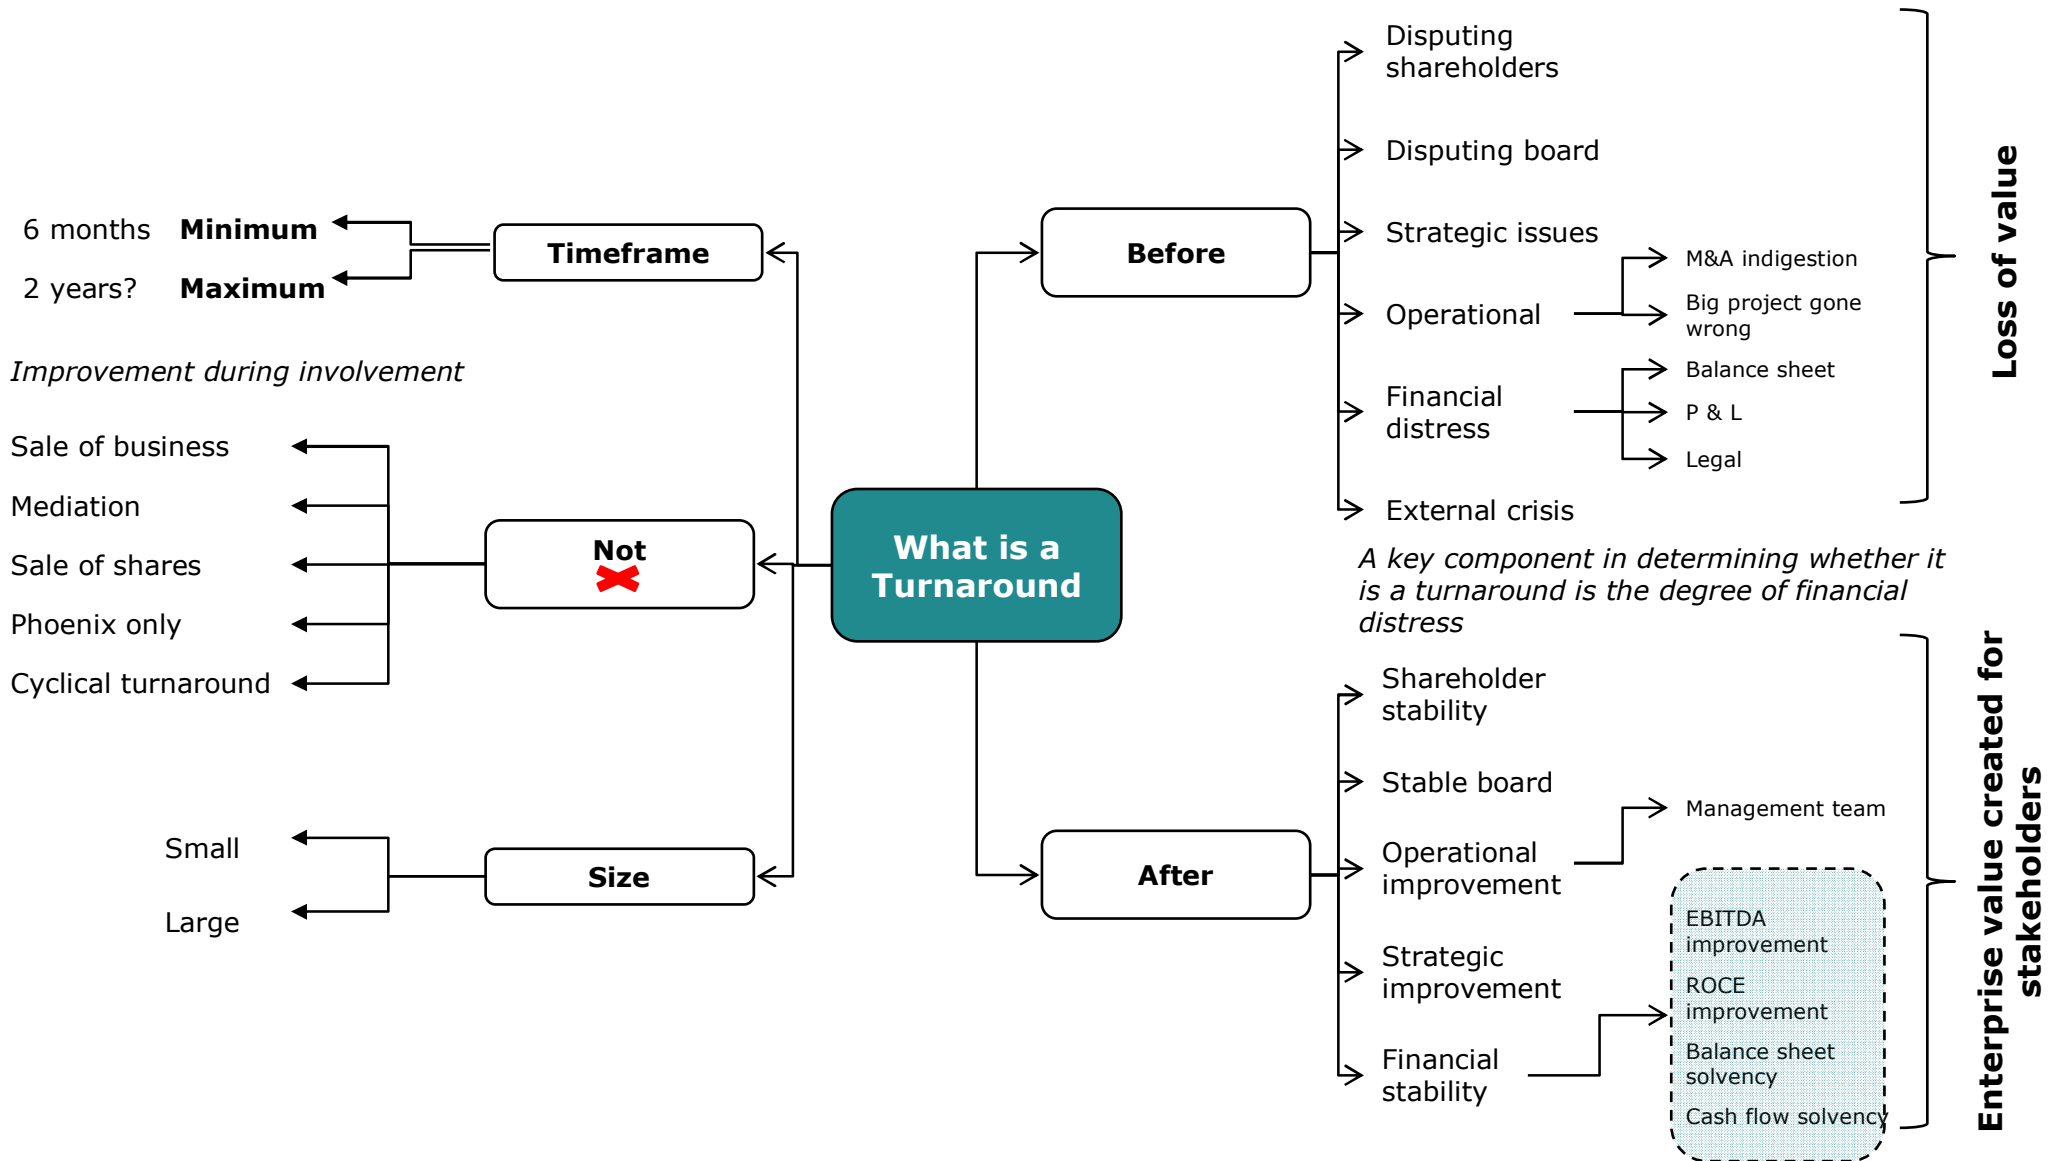 What is a
Turnaround
Timeframe
6 months Minimum
2 years? Maximum
Improvement during involvement
Not
Sale of business
Mediation
Sale of shares
Phoenix only
Cyclical turnaround
Size
Small
Large
Before
Disputing
shareholders
Disputing board
Strategic issues
Operational
M&A indigestion
Big project gone
wrong
Financial
distress
Balance sheet
P & L
Legal
External crisis
Loss of value
A key component in determining whether it
is a turnaround is the degree of financial
distress
After
Shareholder
stability
Stable board
Operational
improvement
Management team
Strategic
improvement
Financial
stability
EBITDA
improvement
ROCE
improvement
Balance sheet
solvency
Cash flow solvency
Enterprise value created for
stakeholders